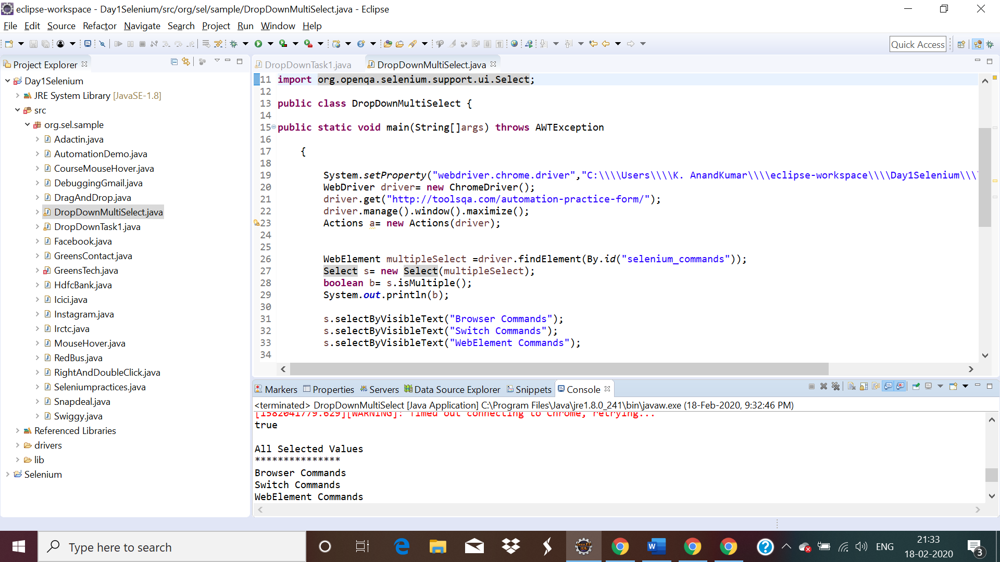 eclipse-workspace - Day1Selenium/src/org/sel/sample/DropDownMultiSelect.java - Eclipse
File Edit Source Refactor Navigate Search Project Run Window Help
Quick Access
Project Explorer
Day1Selenium
JRE System Library [JavaSE-1.8]
src
org.sel.sample
Adactin.java
AutomationDemo.java
CourseMouseHover.java
DebuggingGmail.java
DragAndDrop.java
DropDownMultiSelect.java
DropDownTask1.java
Facebook.java
GreensContact.java
GreensTech.java
HdfcBank.java
Icici.java
Instagram.java
Irctc.java
MouseHover.java
RedBus.java
RightAndDoubleClick.java
Seleniumpractices.java
Snapdeal.java
Swiggy.java
Referenced Libraries
drivers
lib
Selenium
DropDownTask1.java DropDownMultiSelect.java
11 import org.openqa.selenium.support.ui.Select;
12
13 public class DropDownMultiSelect {
14
15 public static void main(String[]args) throws AWTException
16
17 {
18
19 System.setProperty("webdriver.chrome.driver","C:\\\\Users\\\\K. AnandKumar\\\\eclipse-workspace\\\\Day1Selenium\\\
20 WebDriver driver= new ChromeDriver();
21 driver.get("http://toolsqa.com/automation-practice-form/");
22 driver.manage().window().maximize();
23 Actions a= new Actions(driver);
24
25
26 WebElement multipleSelect =driver.findElement(By.id("selenium_commands"));
27 Select s= new Select(multipleSelect);
28 boolean b= s.isMultiple();
29 System.out.println(b);
30
31 s.selectByVisibleText("Browser Commands");
32 s.selectByVisibleText("Switch Commands");
33 s.selectByVisibleText("WebElement Commands");
34
Markers Properties Servers Data Source Explorer Snippets Console
<terminated> DropDownMultiSelect [Java Application] C:\Program Files\Java\jre1.8.0_241\bin\javaw.exe (18-Feb-2020, 9:32:46 PM)
[1582041779.629][WARNING]: Timed out connecting to Chrome, retrying...
true
All Selected Values
***************
Browser Commands
Switch Commands
WebElement Commands
Type here to search
ENG
21:33
18-02-2020
3